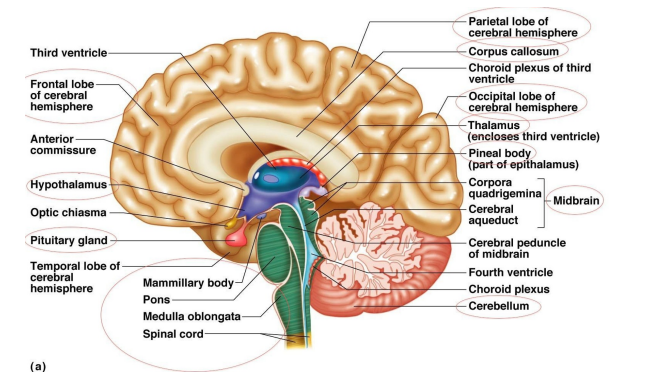 Third ventricle
Frontal lobe
of cerebral
hemisphere
Anterior
commissure
Hypothalamus
Optic chiasma
Pituitary gland
Temporal lobe of
cerebral
hemisphere
Mammillary body
Pons
Medulla oblongata
Spinal cord
Parietal lobe of
cerebral hemisphere
Corpus callosum
Choroid plexus of third
ventricle
Occipital lobe of
cerebral hemisphere
Thalamus
(encloses third ventricle)
Pineal body
(part of epithalamus)
Corpora
quadrigemina
Cerebral
aqueduct
Midbrain
Cerebral peduncle
of midbrain
Fourth ventricle
Choroid plexus
Cerebellum
(a)